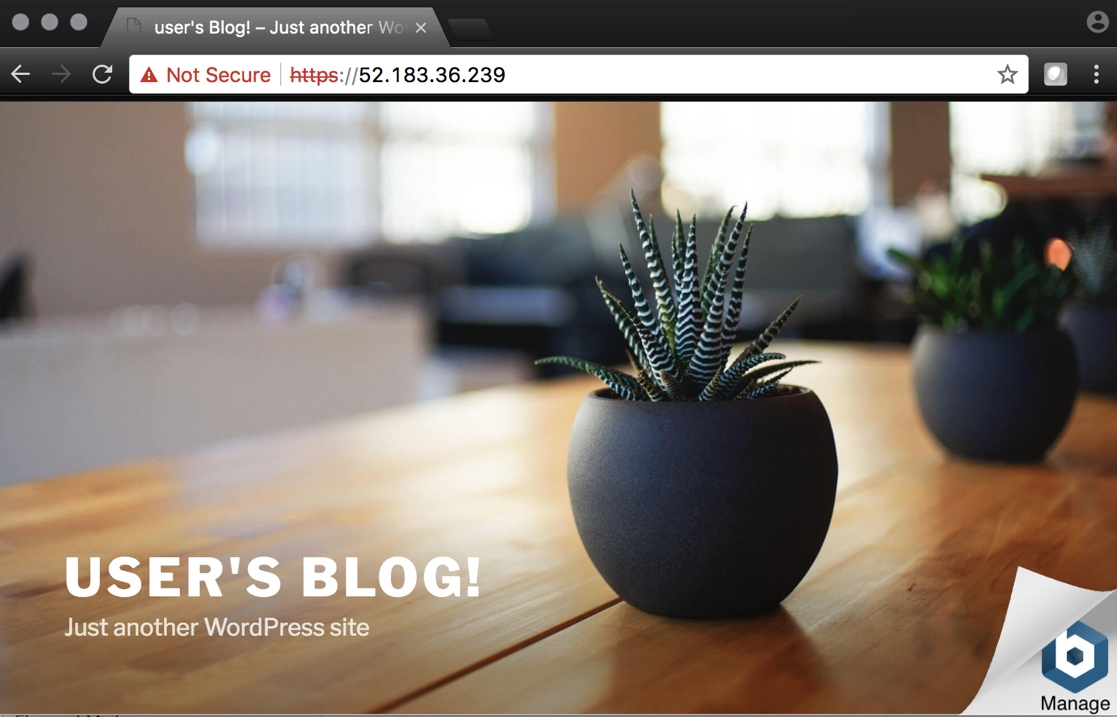 user's Blog! – Just another Wo
Not Secure https://52.183.36.239
USER'S BLOG!
Just another WordPress site
b
Manage